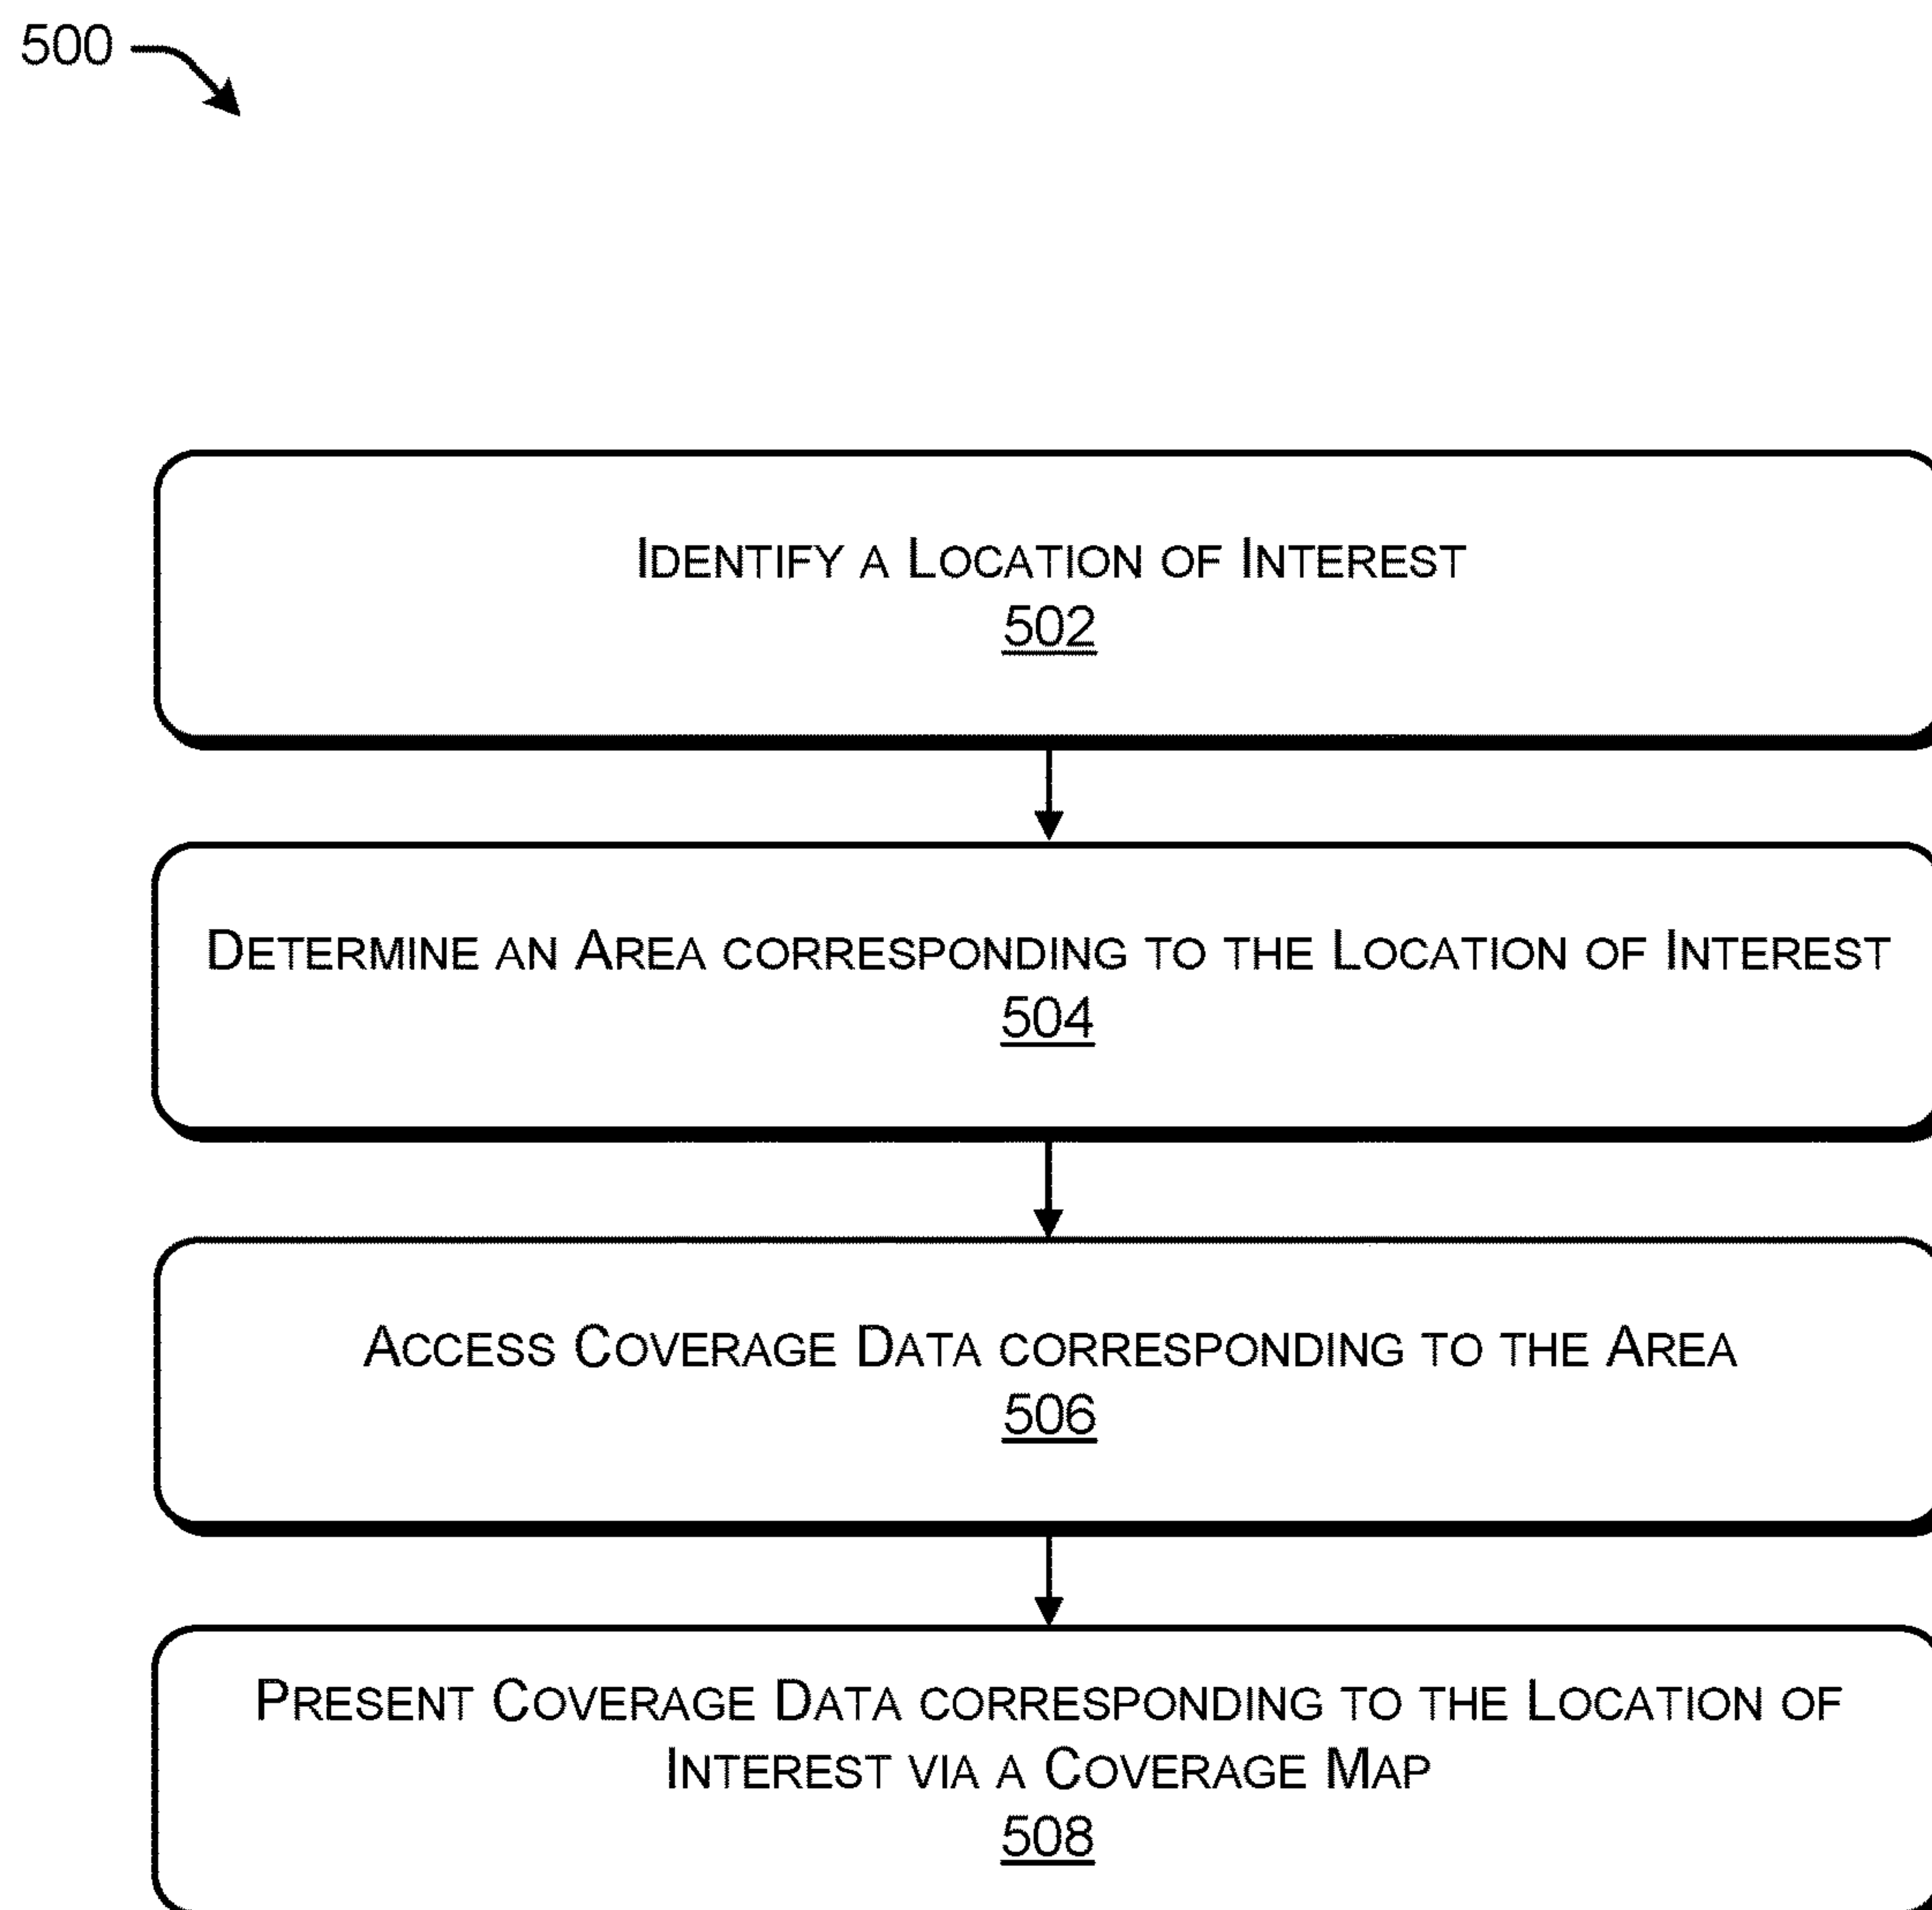 500
Identify a Location of Interest
502
Determine an Area corresponding to the Location of Interest
504
Access Coverage Data corresponding to the Area
506
Present Coverage Data corresponding to the Location of
Interest via a Coverage Map
508